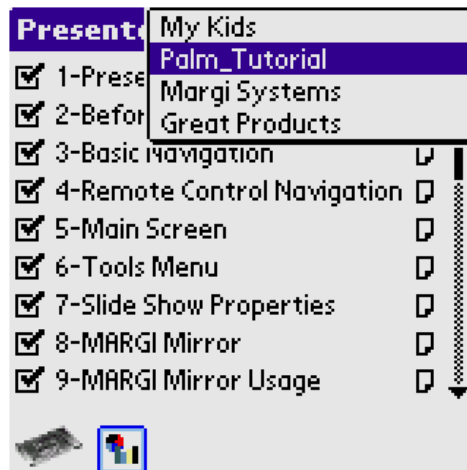 Presente
My Kids
Palm_Tutorial
Margi Systems
Great Products
1-Prese
2-Befor
3-Basic Navigation
4-Remote Control Navigation
5-Main Screen
6-Tools Menu
7-Slide Show Properties
8-MARGI Mirror
9-MARGI Mirror Usage